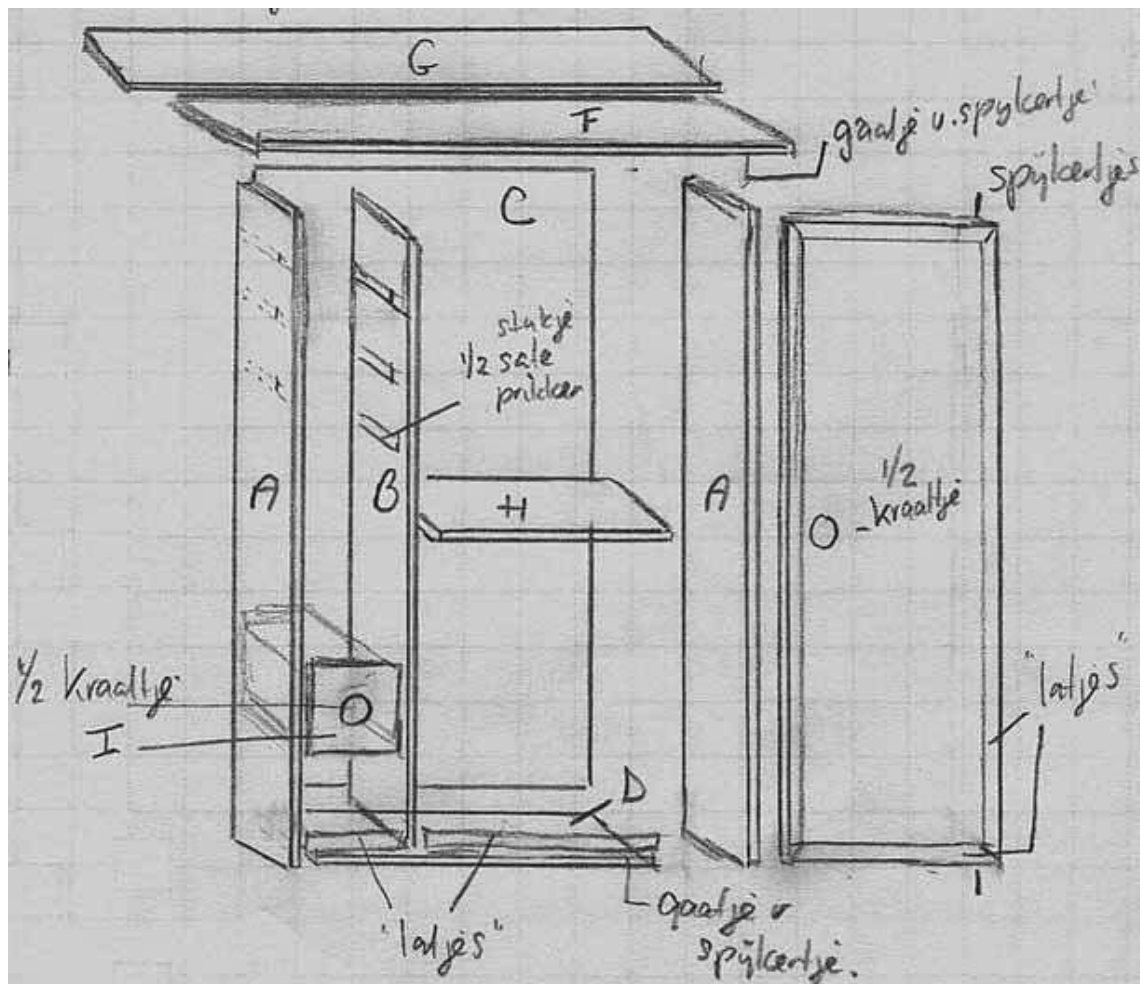 G
F
gaatje v. spijkertje
spijkertjes
C
stukje
1/2 sate
prikker
A
B
H
A
1/2
kraaltje
1/2 kraaltje
I
D
"latjes"
"latjes"
gaatje v
spijkertje.